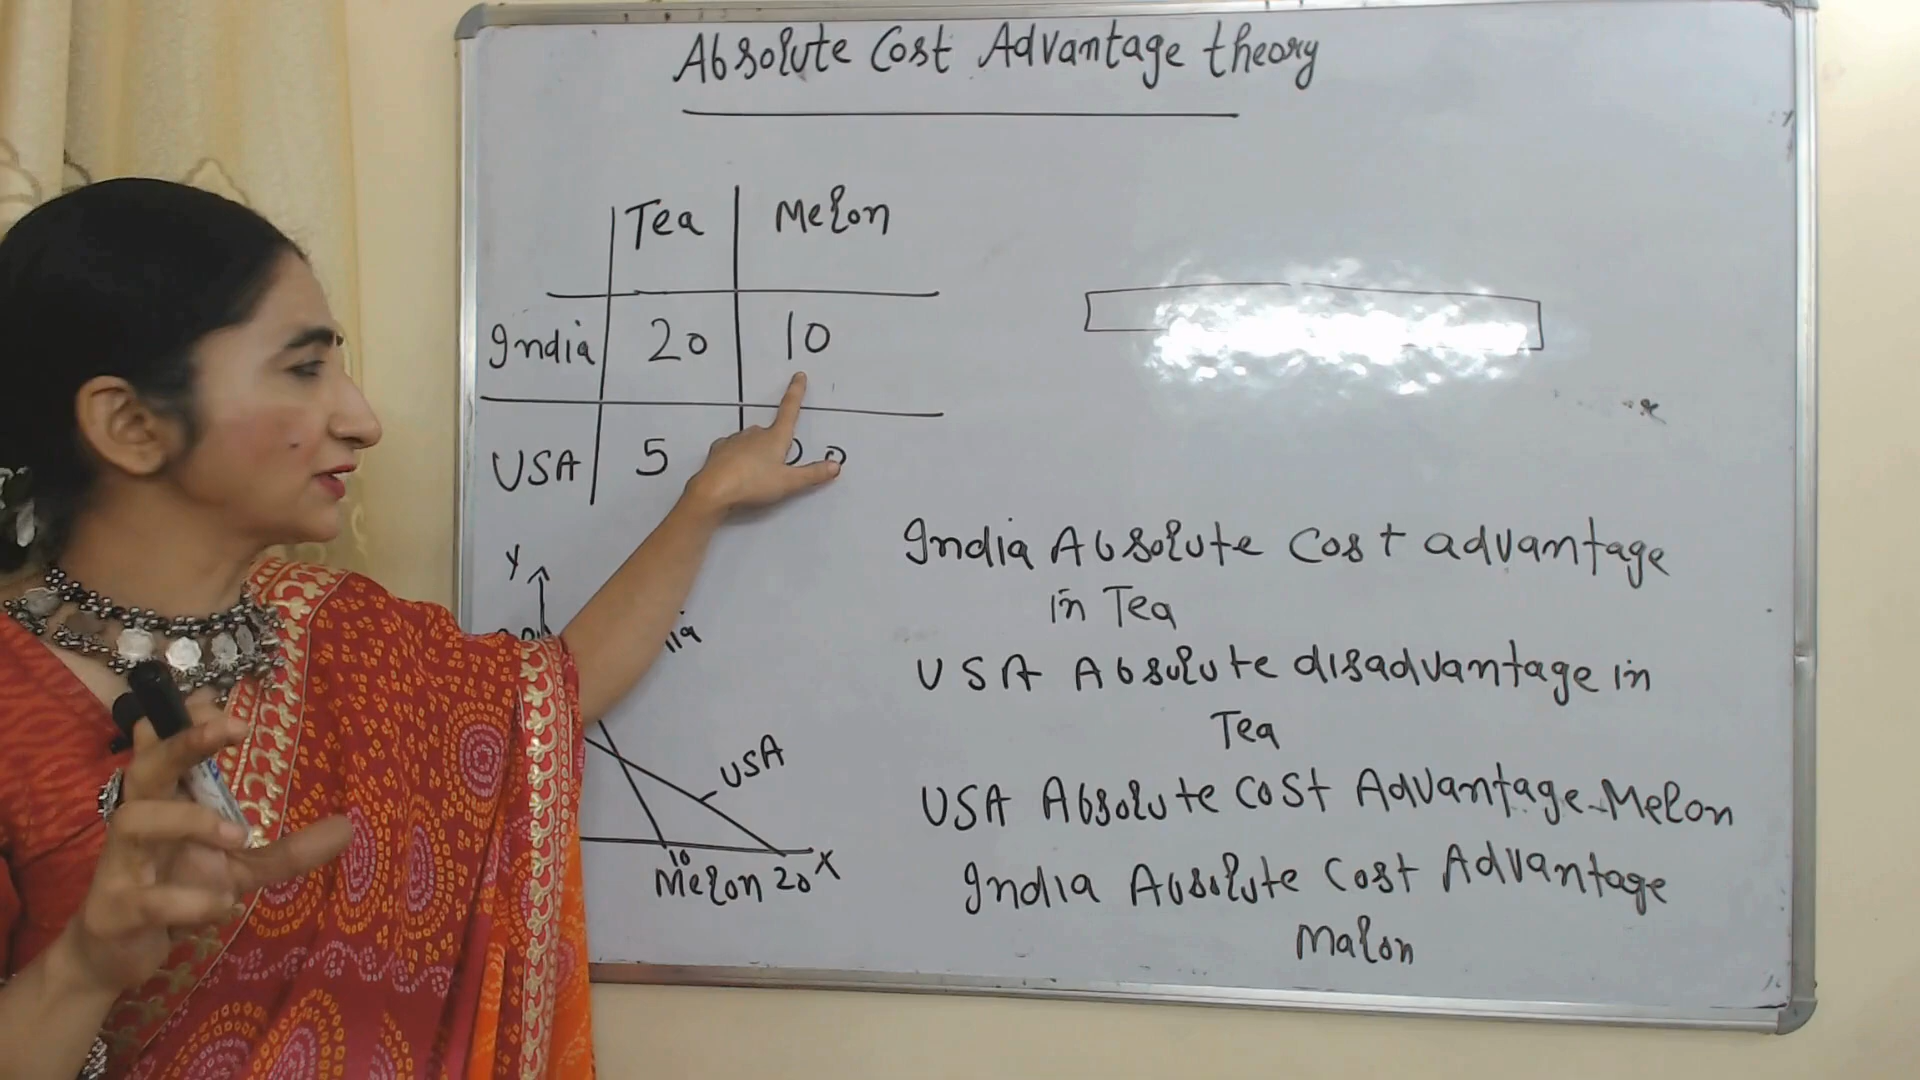 Absolute Cost Advantage theory
Tea Melon
India 20 10
USA 5
Y
USA
10
Melon 20 X
India Absolute Cost advantage
in Tea
USA Absolute disadvantage in
Tea
USA Absolute Cost Advantage-Melon
India Absolute Cost Advantage
Malon